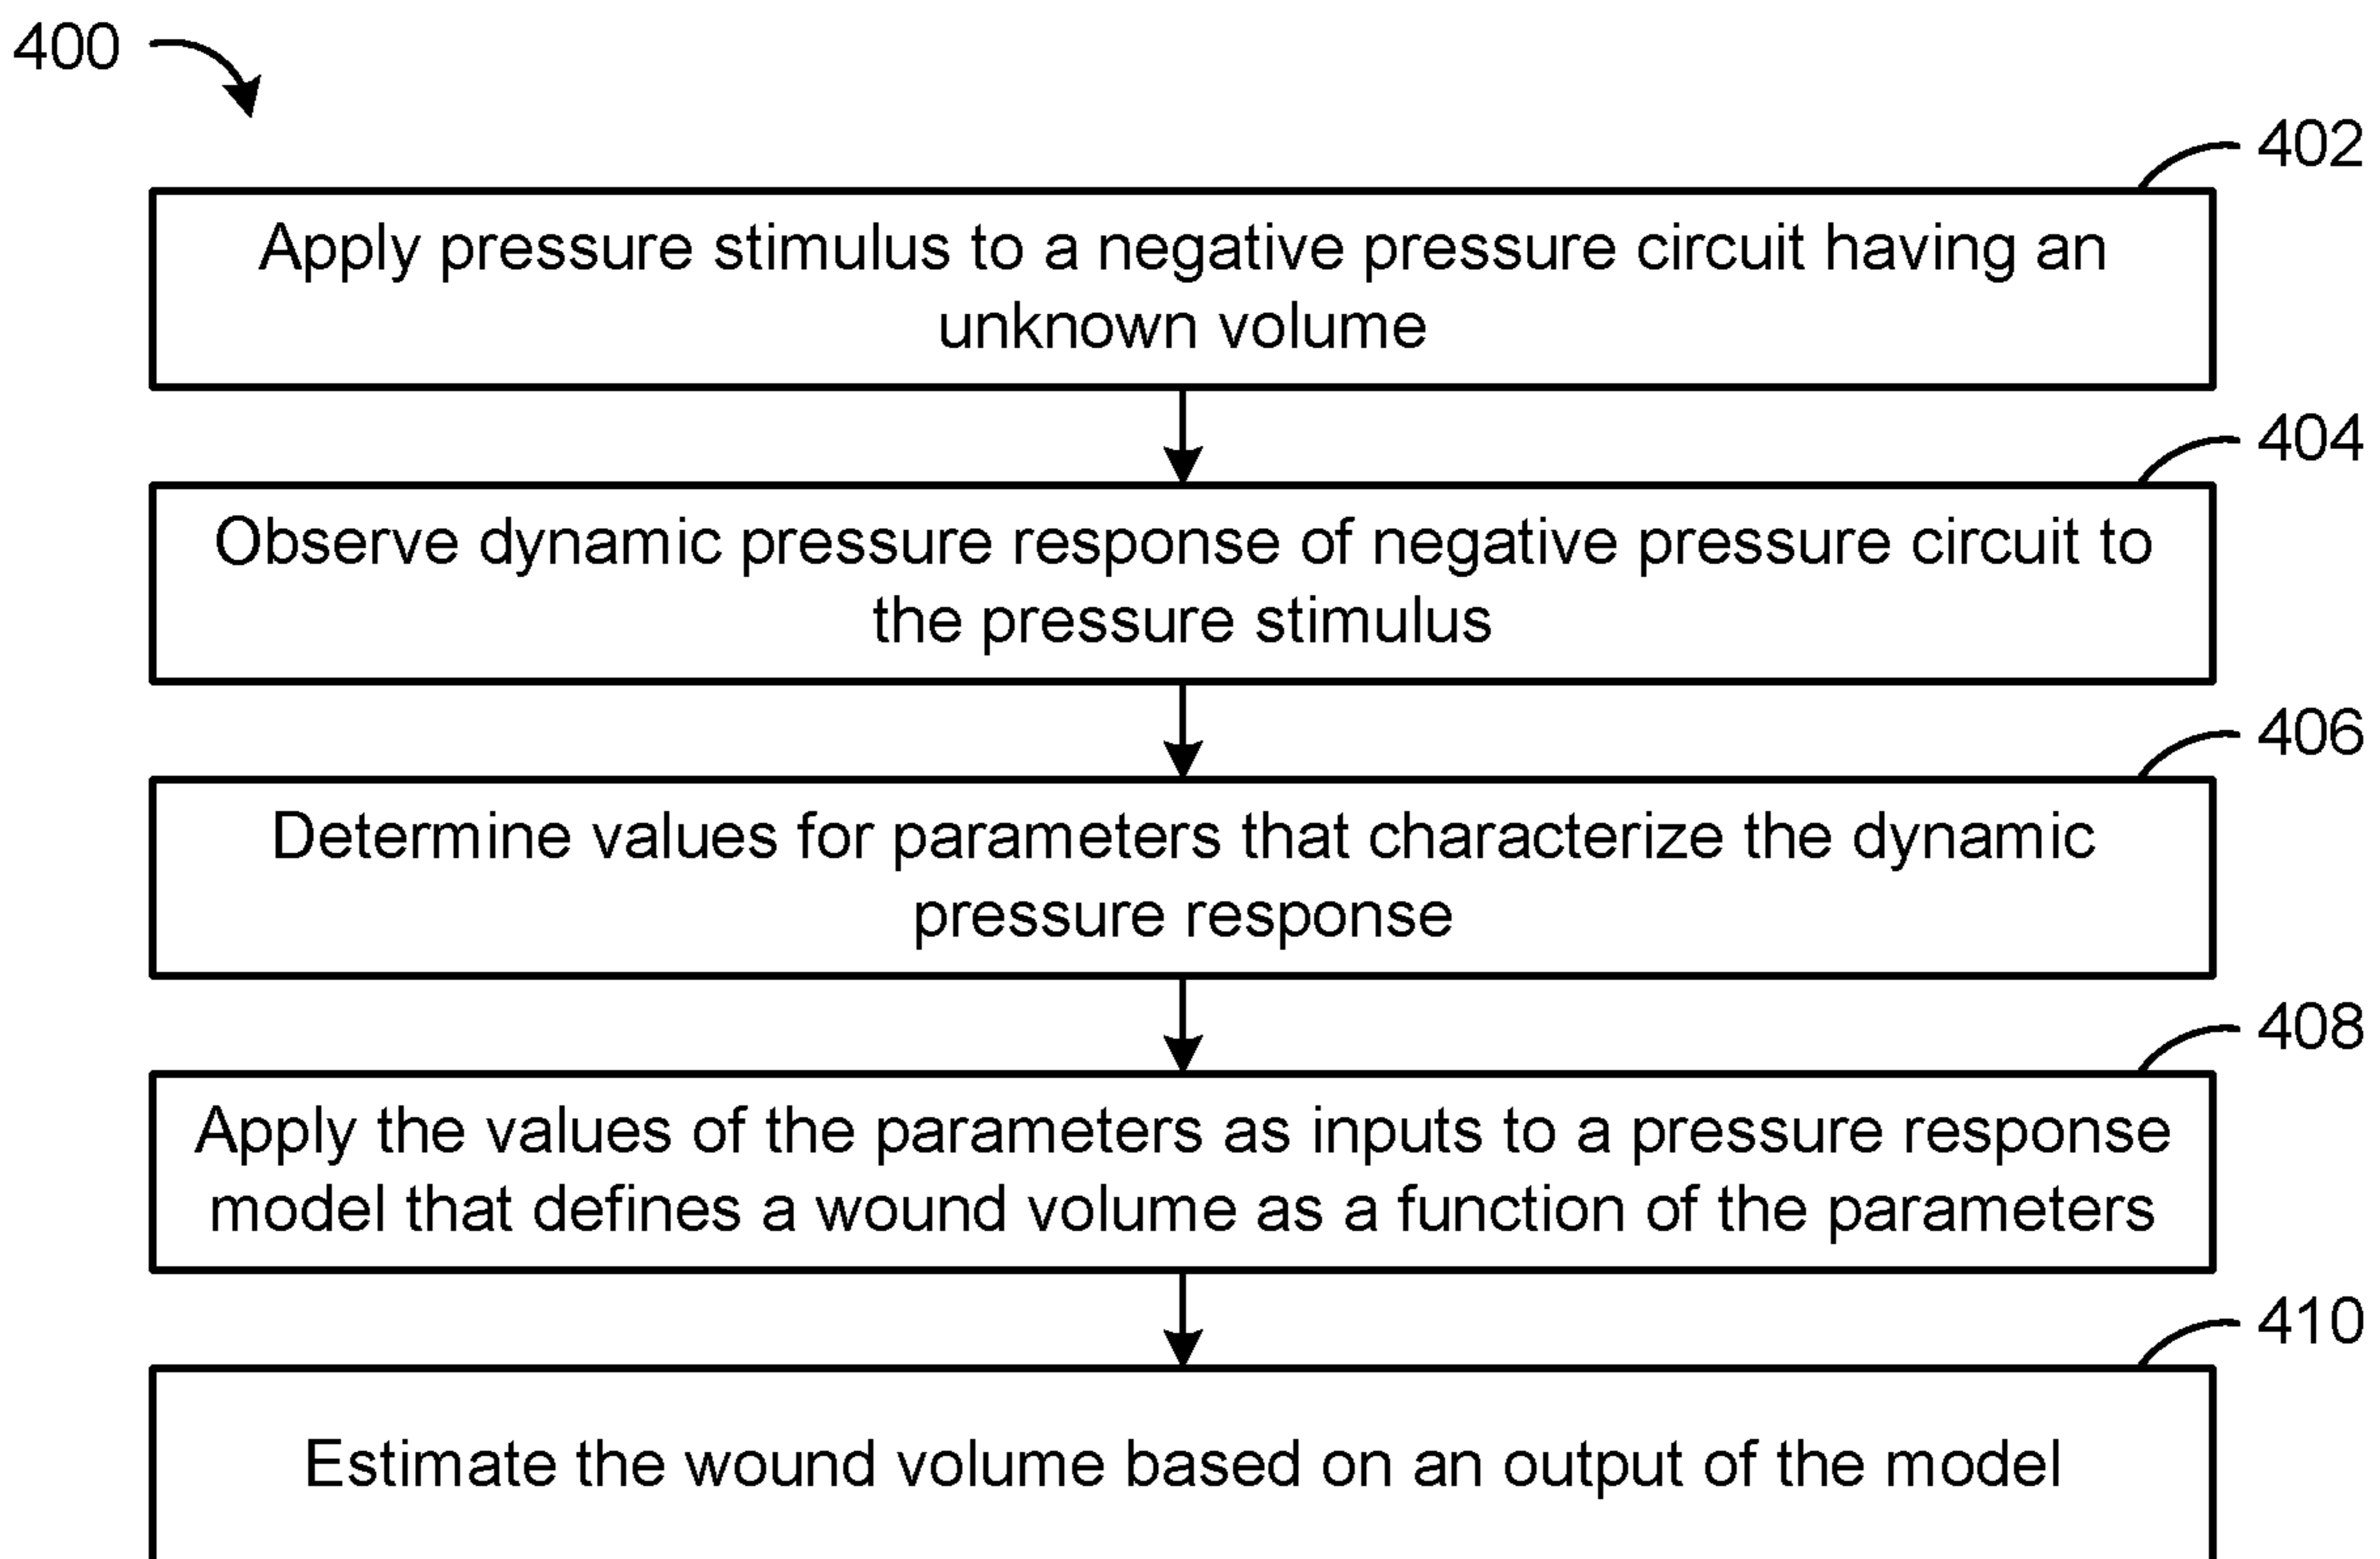 400
402
Apply pressure stimulus to a negative pressure circuit having an
unknown volume
404
Observe dynamic pressure response of negative pressure circuit to
the pressure stimulus
406
Determine values for parameters that characterize the dynamic
pressure response
408
Apply the values of the parameters as inputs to a pressure response
model that defines a wound volume as a function of the parameters
410
Estimate the wound volume based on an output of the model